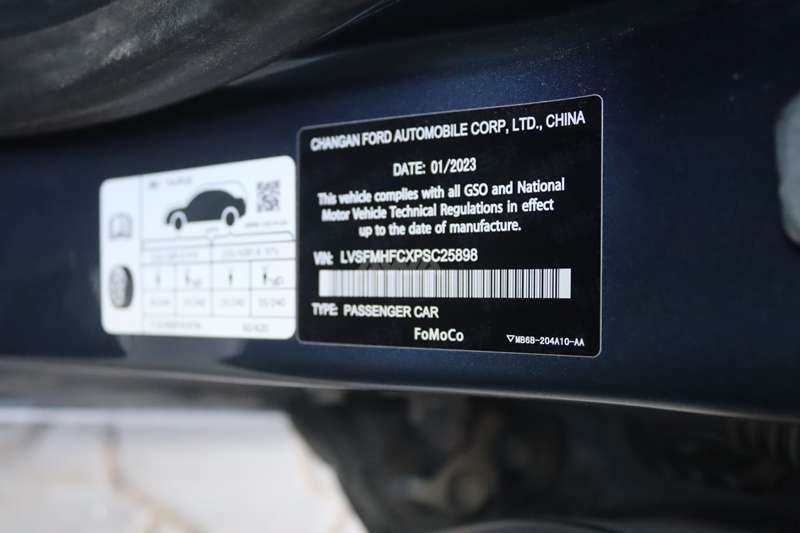 CHANGAN FORD AUTOMOBILE CORP, LTD., CHINA
DATE: 01/2023
This vehicle complies with all GSO and National
Motor Vehicle Technical Regulations in effect
up to the date of manufacture.
VIN: LVSFMHFCXPSC25898
TYPE: PASSENGER CAR
FoMoCo
▽MB6B-204A10-AA